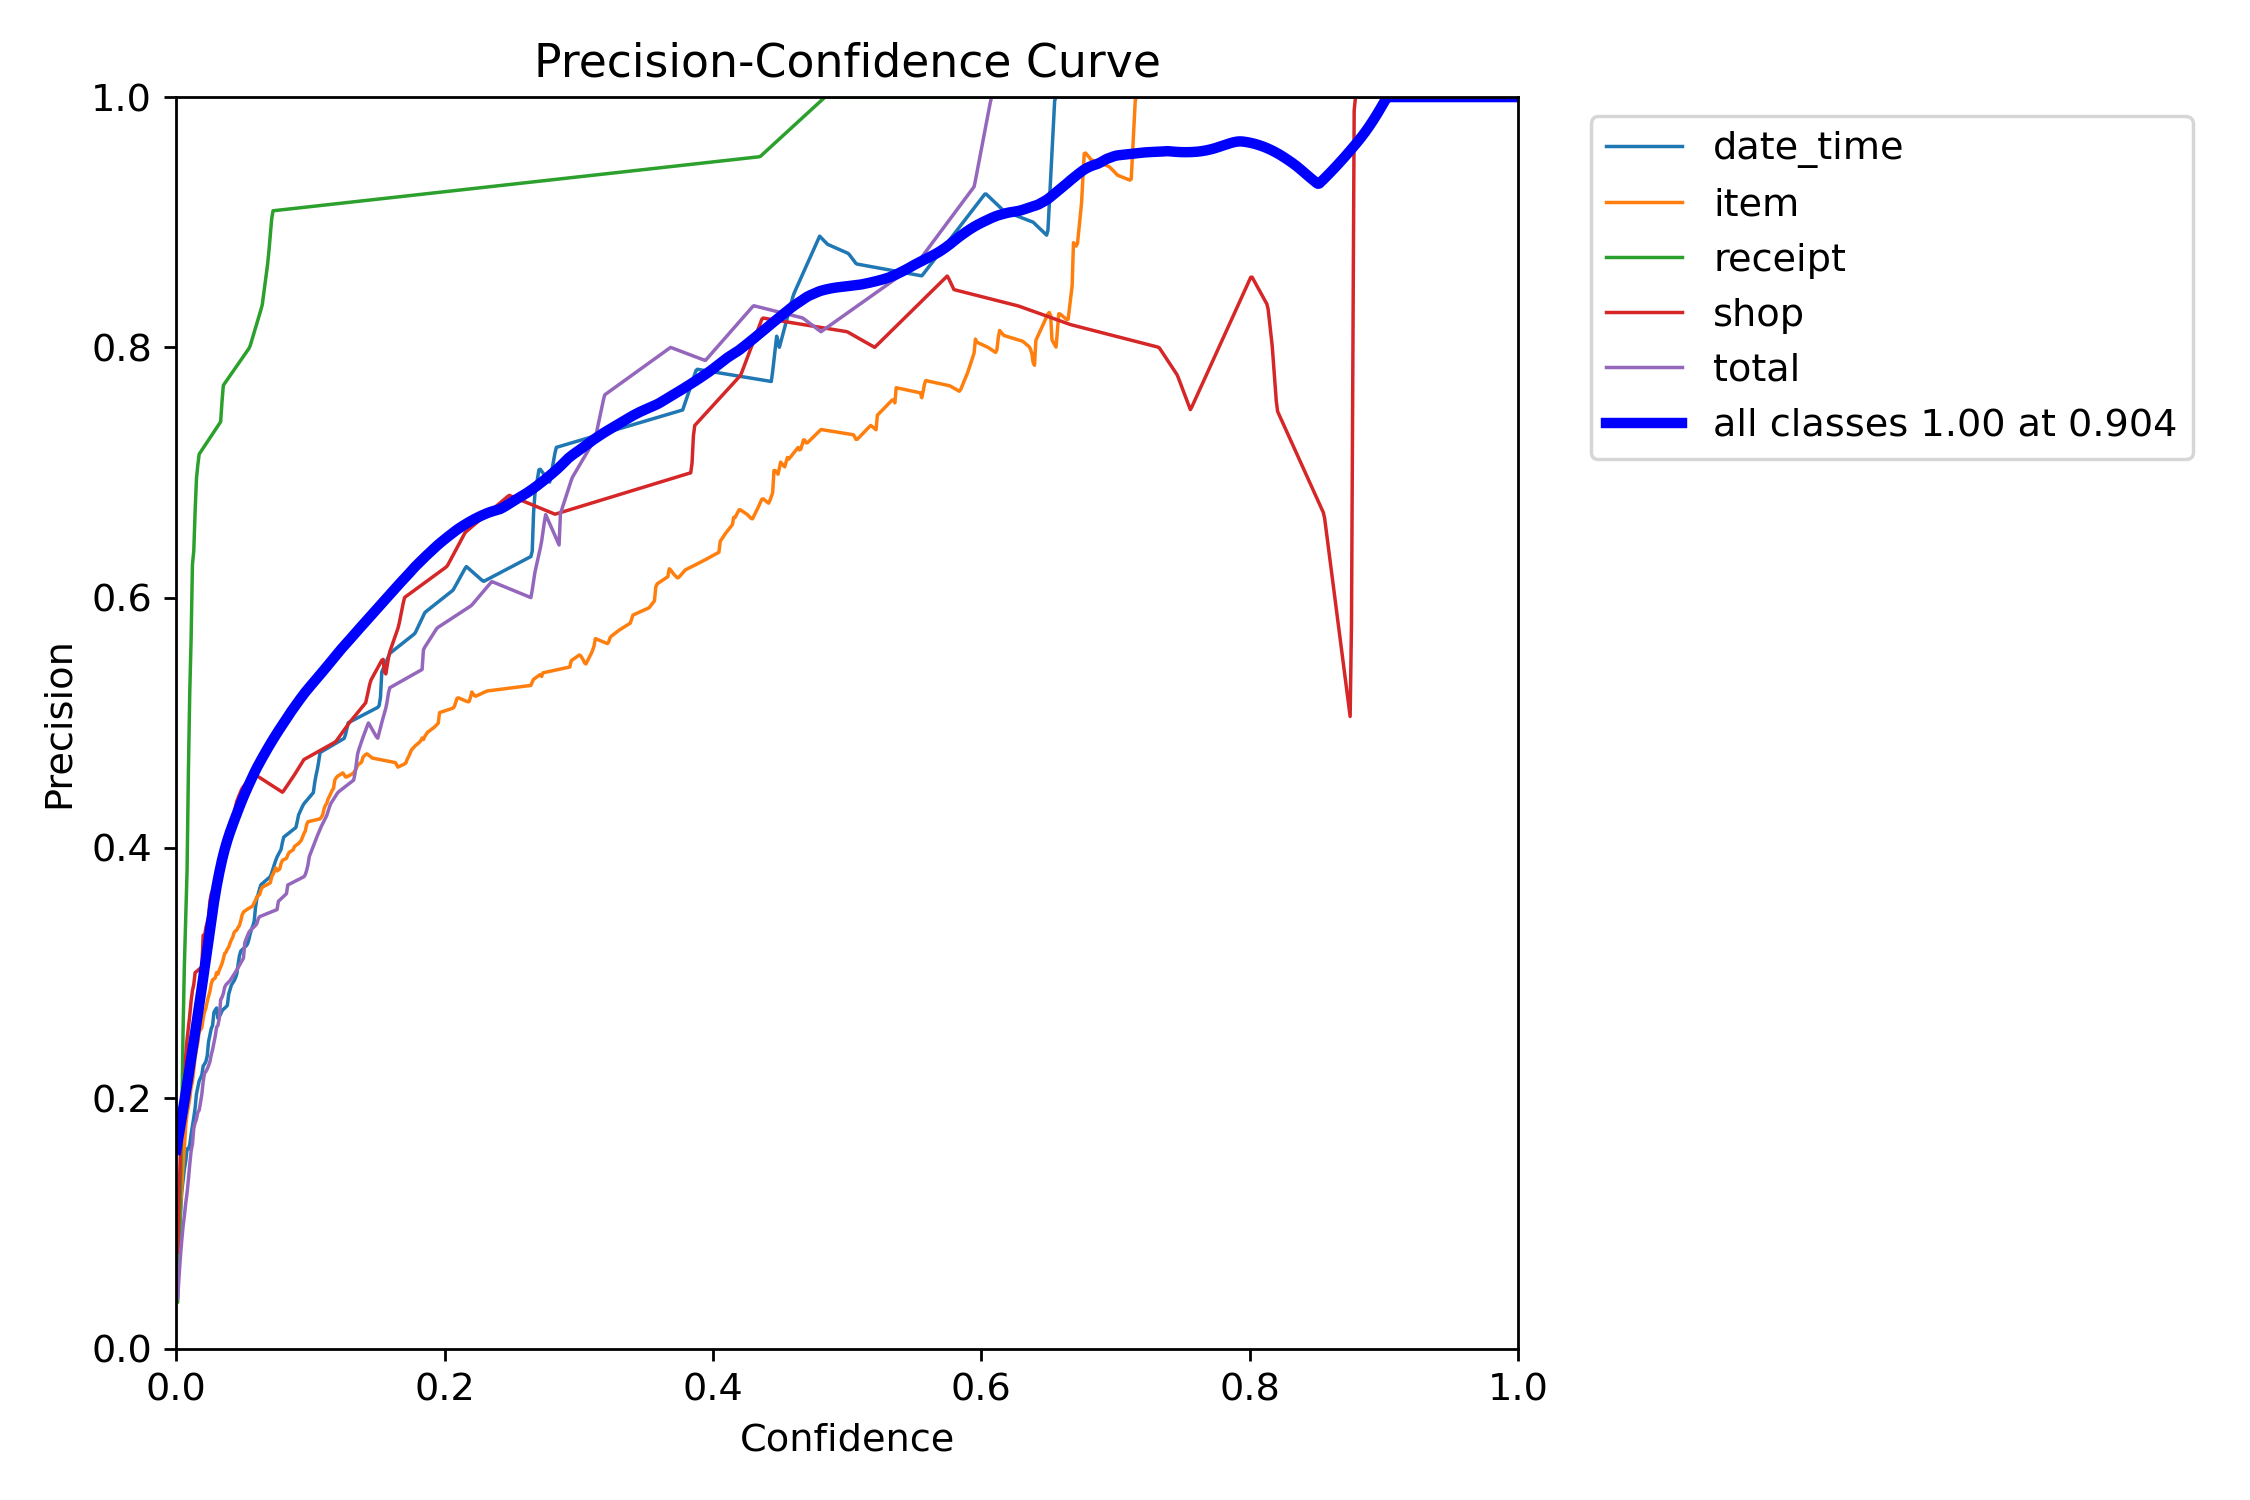 Precision-Confidence Curve
1.0
0.8
0.6
0.4
0.2
0.0
Precision
0.0 0.2 0.4 0.6 0.8 1.0
Confidence
date_time
item
receipt
shop
total
all classes 1.00 at 0.904